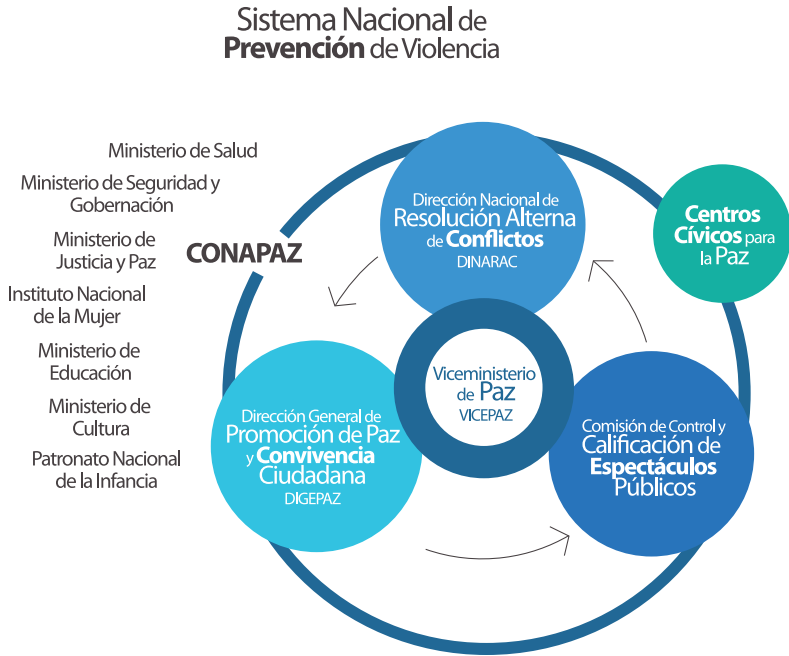 Sistema Nacional de
Prevención de Violencia
Ministerio de Salud
Ministerio de Seguridad y
Gobernación
Ministerio de
Justicia y Paz
Instituto Nacional
de la Mujer
Ministerio de
Educación
Ministerio de
Cultura
Patronato Nacional
de la Infancia
CONAPAZ
Dirección Nacional de
Resolución Alterna
de Conflictos
DINARAC
Centros
Cívicos para
la Paz
Viceministerio
de Paz
VICEPAZ
Dirección General de
Promoción de Paz
y Convivencia
Ciudadana
DIGEPAZ
Comisión de Control y
Calificación de
Espectáculos
Públicos